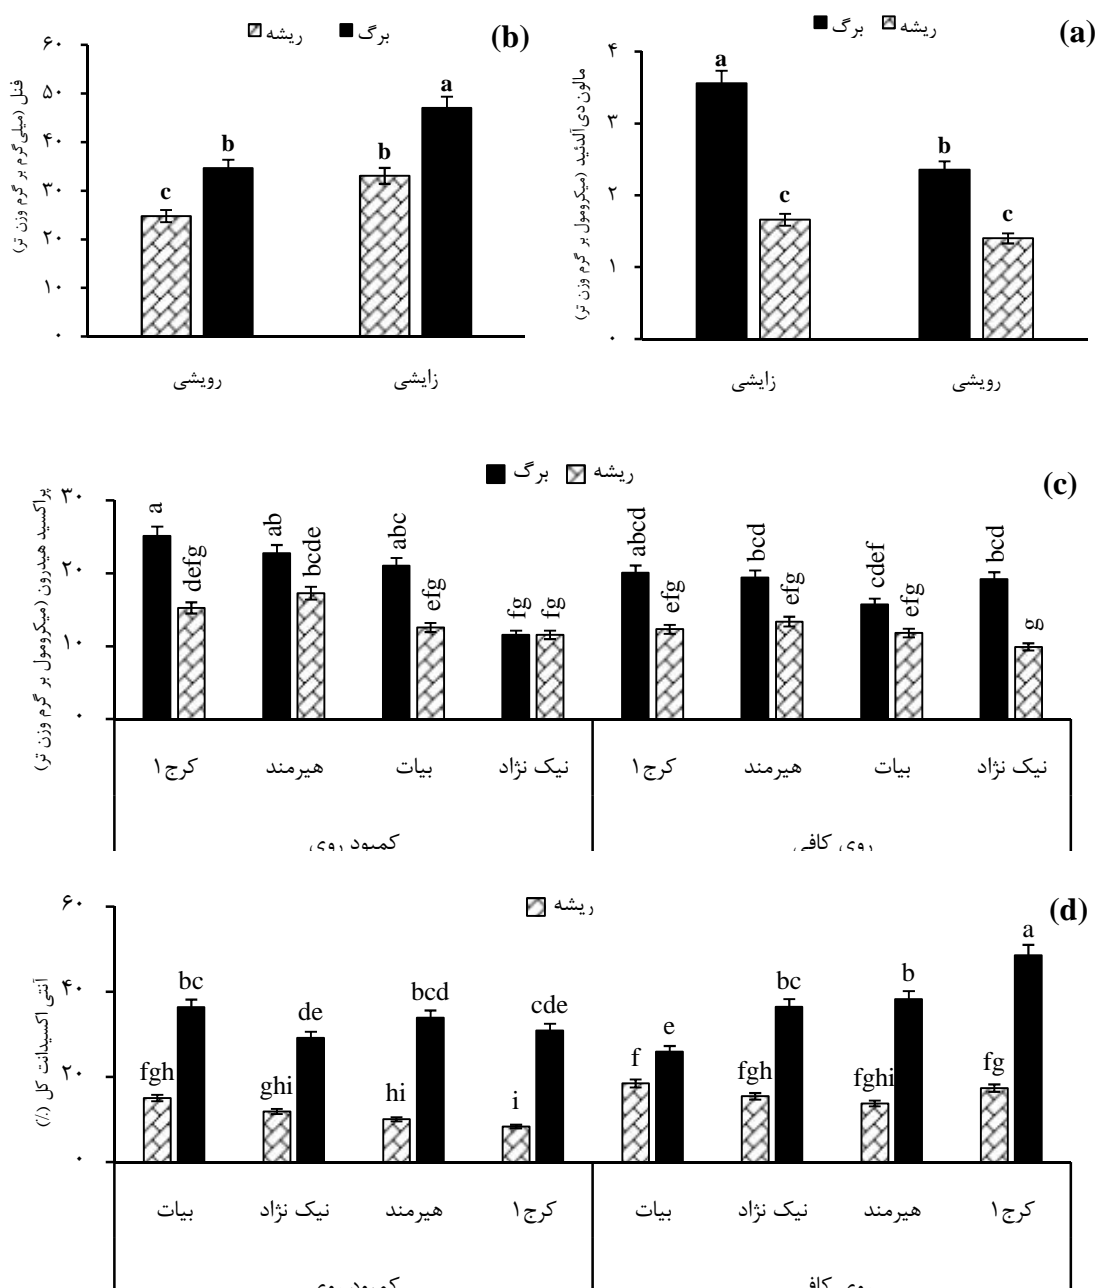 (b)
برگ ریشه
فنل (میلی‌گرم بر گرم وزن تر)
۶۰
۵۰
۴۰
۳۰
۲۰
۱۰
۰
c b b a
رویشی زایشی
(a)
برگ ریشه
مالون دی‌آلدئید (میکرومول بر گرم وزن تر)
۴
۳
۲
۱
۰
a c b c
زایشی رویشی
(c)
برگ ریشه
پراکسید هیدرون (میکرومول بر گرم وزن تر)
۳۰
۲۰
۱۰
۰
a defg ab bcde abc efg fg fg abcd efg bcd efg cdef efg bcd g
کرج۱ هیرمند بیات نیک نژاد کرج۱ هیرمند بیات نیک نژاد
کمبود روی روی کافی
(d)
ریشه
آنتی اکسیدانت کل (٪)
۶۰
۴۰
۲۰
۰
fgh bc ghi de hi bcd i cde f e fgh bc fghi b fg a
بیات نیک نژاد هیرمند کرج۱ بیات نیک نژاد هیرمند کرج۱